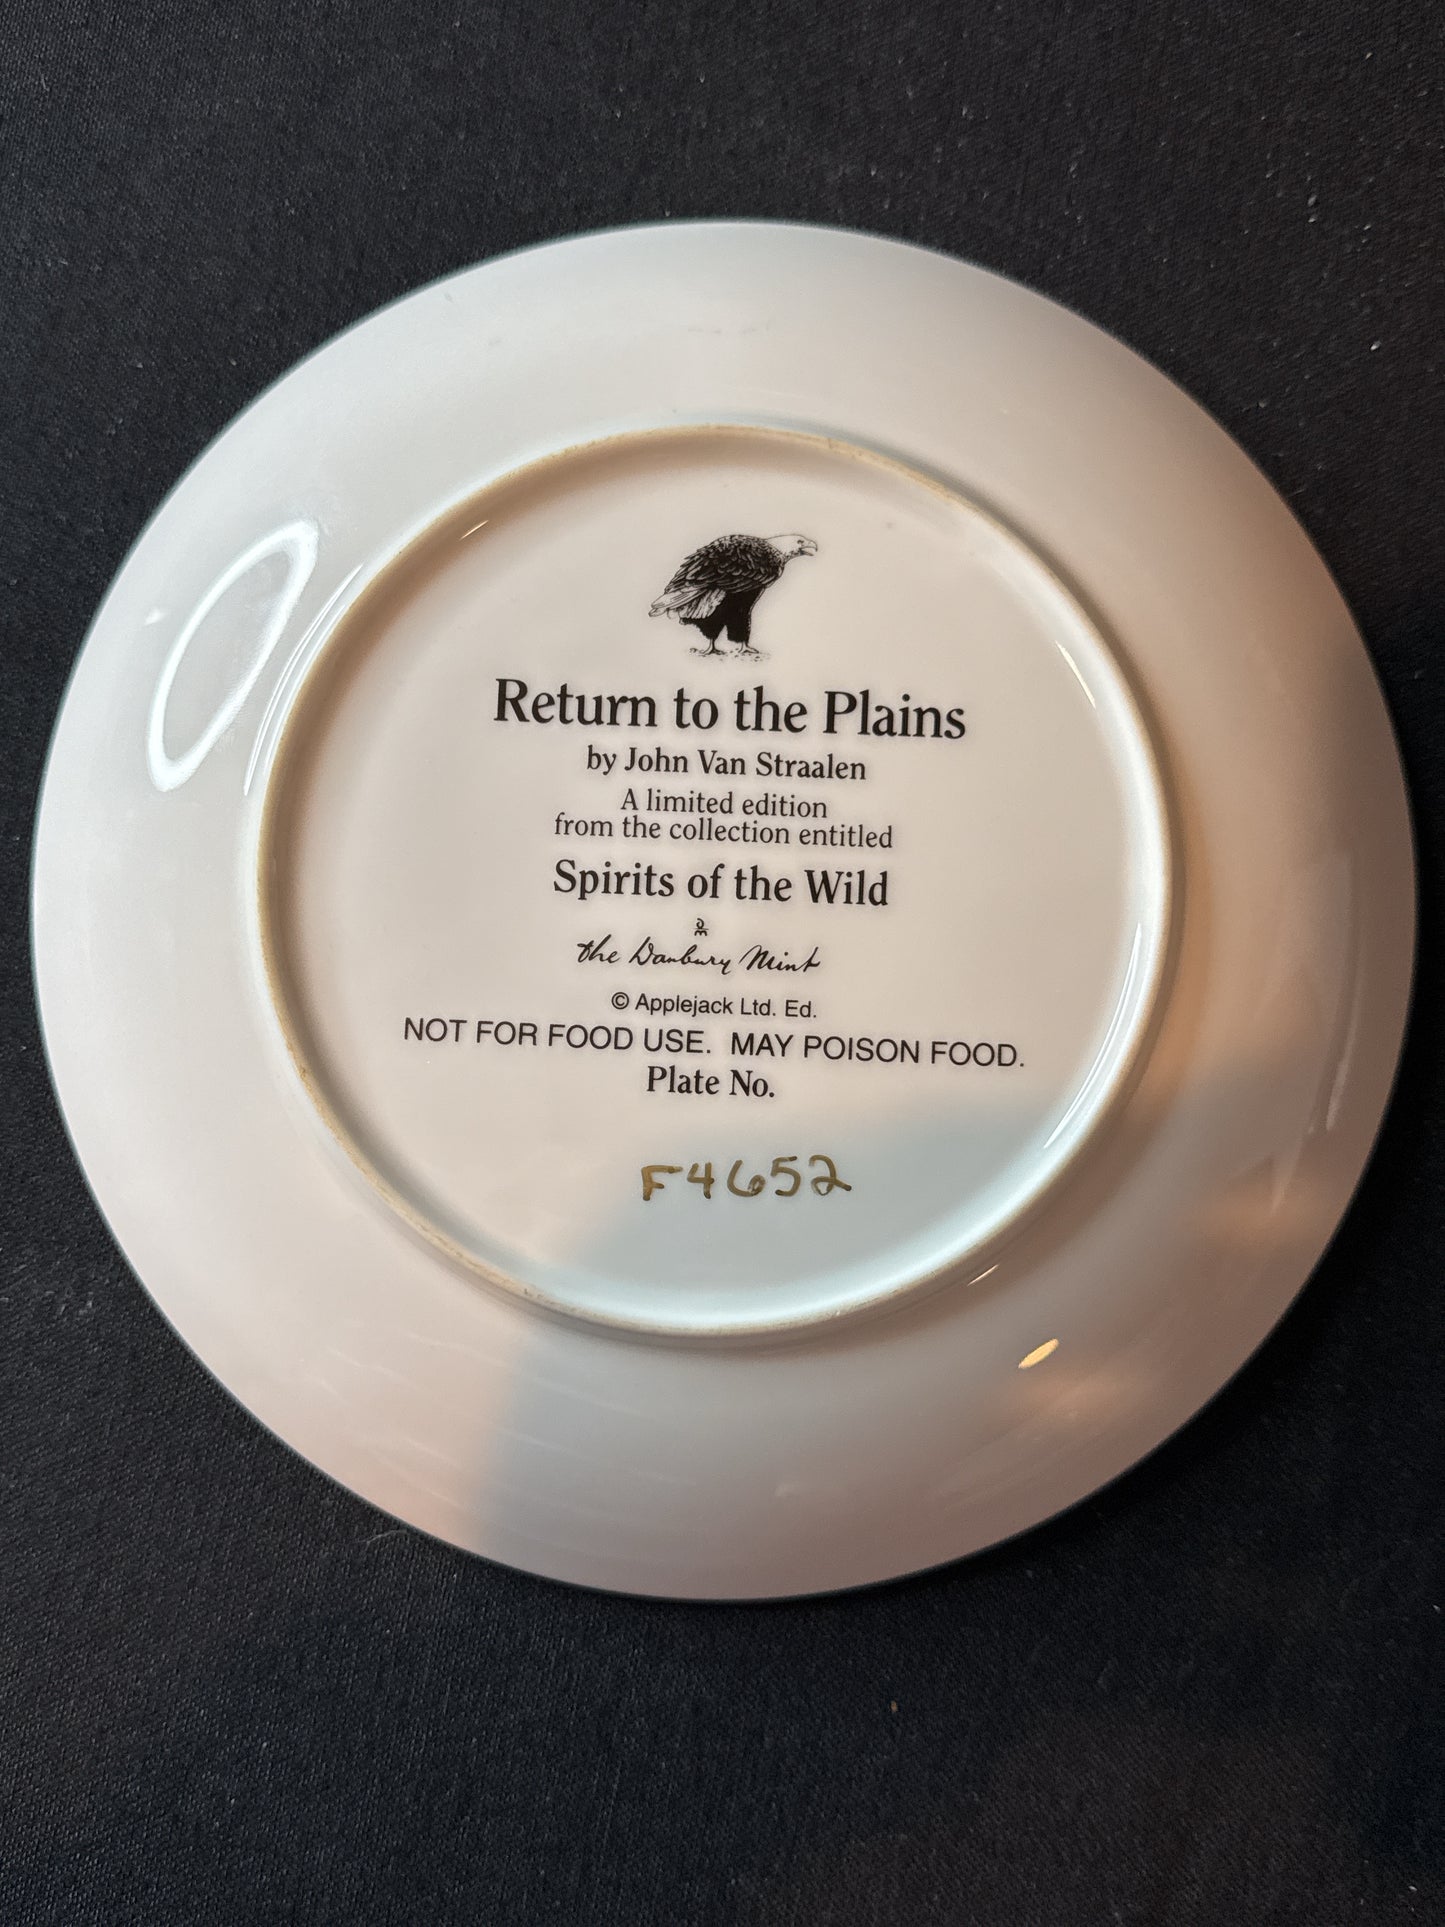 Return to the Plains
by John Van Straalen
A limited edition
from the collection entitled
Spirits of the Wild
the Danbury Mint
© Applejack Ltd. Ed.
NOT FOR FOOD USE. MAY POISON FOOD.
Plate No.
F4652